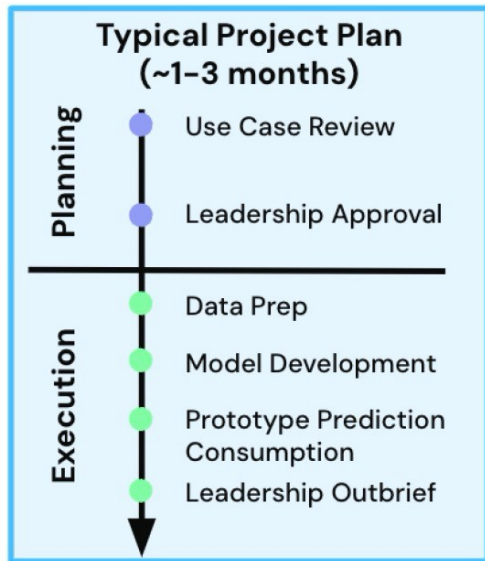 Typical Project Plan
(~1-3 months)
Planning
Use Case Review
Leadership Approval
Execution
Data Prep
Model Development
Prototype Prediction
Consumption
Leadership Outbrief